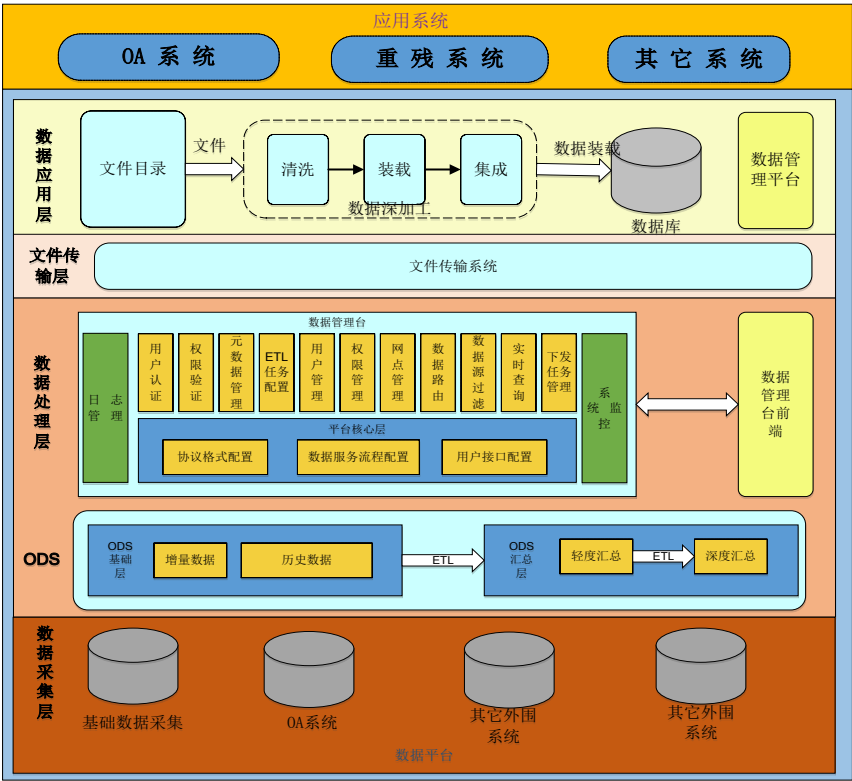 应用系统
OA 系 统
重 残 系 统
其 它 系 统
数
据
应
用
层
文件目录
文件
清洗
装载
集成
数据深加工
数据装载
数据库
数据管
理平台
文件传
输层
文件传输系统
数
据
处
理
层
数据管理台
日 志
管 理
用
户
认
证
权
限
验
证
元
数据
管理
ETL
任务
配置
用
户
管
理
权
限
管
理
网
点
管
理
数
据
路
由
数
据
源过
滤
实
时
查
询
下发
任务
管理
系
统 监
控
平台核心层
协议格式配置
数据服务流程配置
用户接口配置
数据
管理
台前
端
ODS
ODS
基础
层
增量数据
历史数据
ETL
ODS
汇总
层
轻度汇总
ETL
深度汇总
数
据
采
集
层
基础数据采集
OA系统
其它外围
系统
其它外围
系统
数据平台